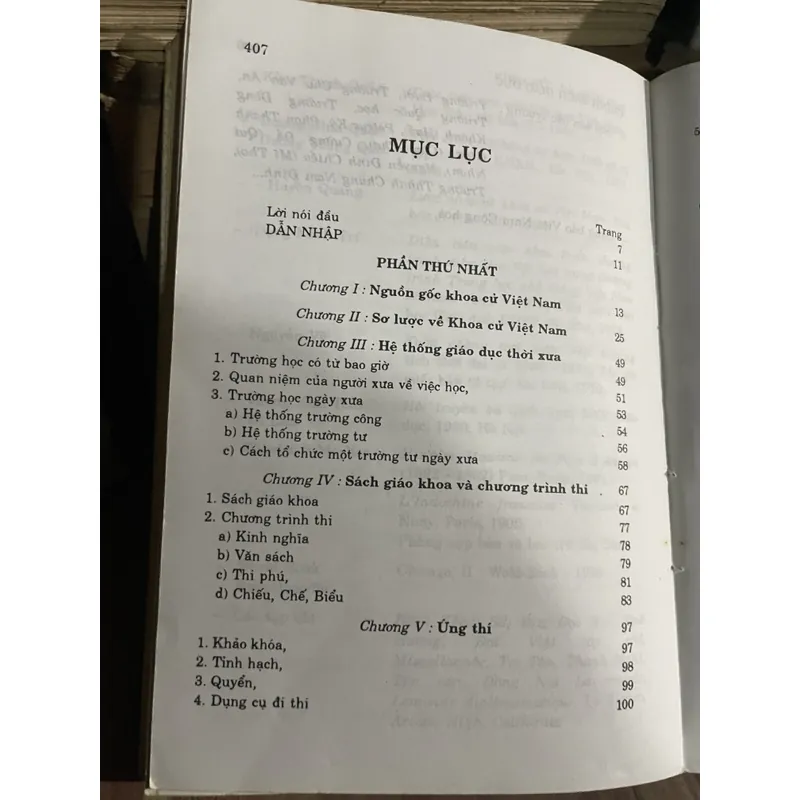 407
MỤC LỤC
Trang
Lời nói đầu 7
DẪN NHẬP 11
PHẦN THỨ NHẤT
Chương I : Nguồn gốc khoa cử Việt Nam 13
Chương II : Sơ lược về Khoa cử Việt Nam 25
Chương III : Hệ thống giáo dục thời xưa 49
1. Trường học có từ bao giờ 49
2. Quan niệm của người xưa về việc học, 51
3. Trường học ngày xưa 53
a) Hệ thống trường công 54
b) Hệ thống trường tư 56
c) Cách tổ chức một trường tư ngày xưa 58
Chương IV : Sách giáo khoa và chương trình thi . 67
1. Sách giáo khoa 67
2. Chương trình thi 77
a) Kinh nghĩa 78
b) Văn sách 79
c) Thi phú, 81
d) Chiếu, Chế, Biểu 83
Chương V : Ứng thí 97
1. Khảo khóa, 97
2. Tỉnh hạch, 98
3. Quyển, 99
4. Dụng cụ đi thi 100